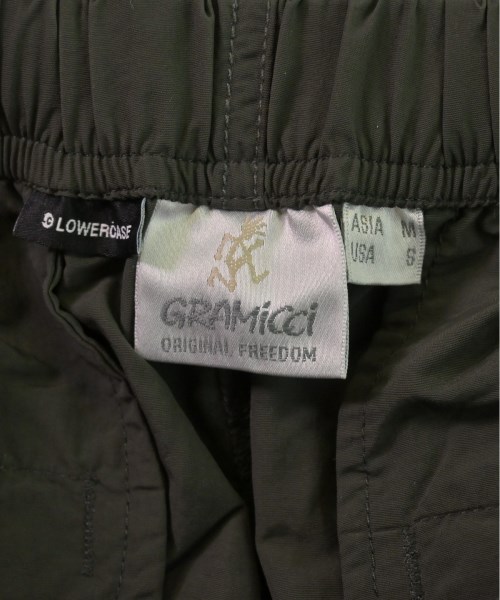 LOWERCASE
GRAMICCI
ORIGINAL FREEDOM
ASIA M
USA S